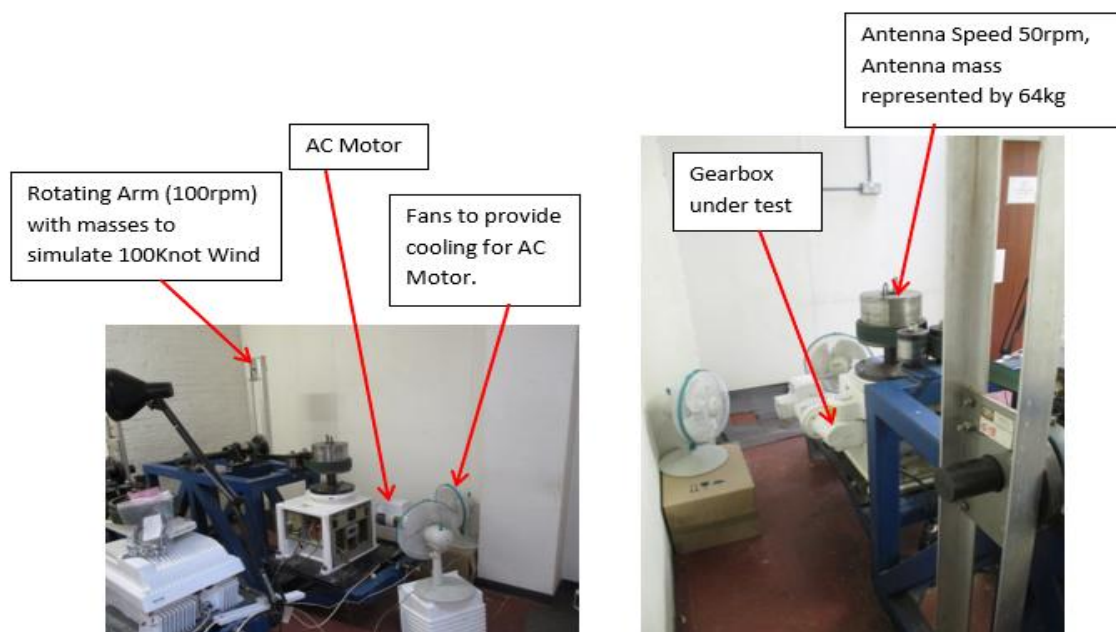 Antenna Speed 50rpm,
Antenna mass
represented by 64kg
AC Motor
Gearbox
under test
Rotating Arm (100rpm)
with masses to
simulate 100Knot Wind
Fans to provide
cooling for AC
Motor.